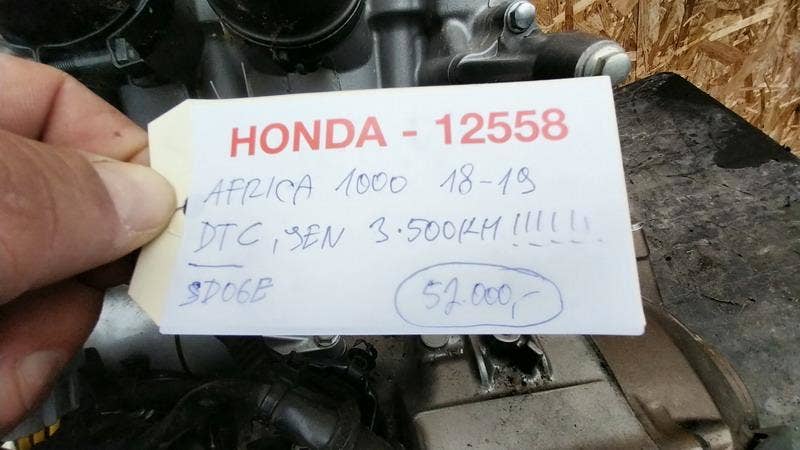 HONDA - 12558
AFRICA 1000 18-19
DTC, JEN 3.500KM !!!!!!
SD06E
52.000,-